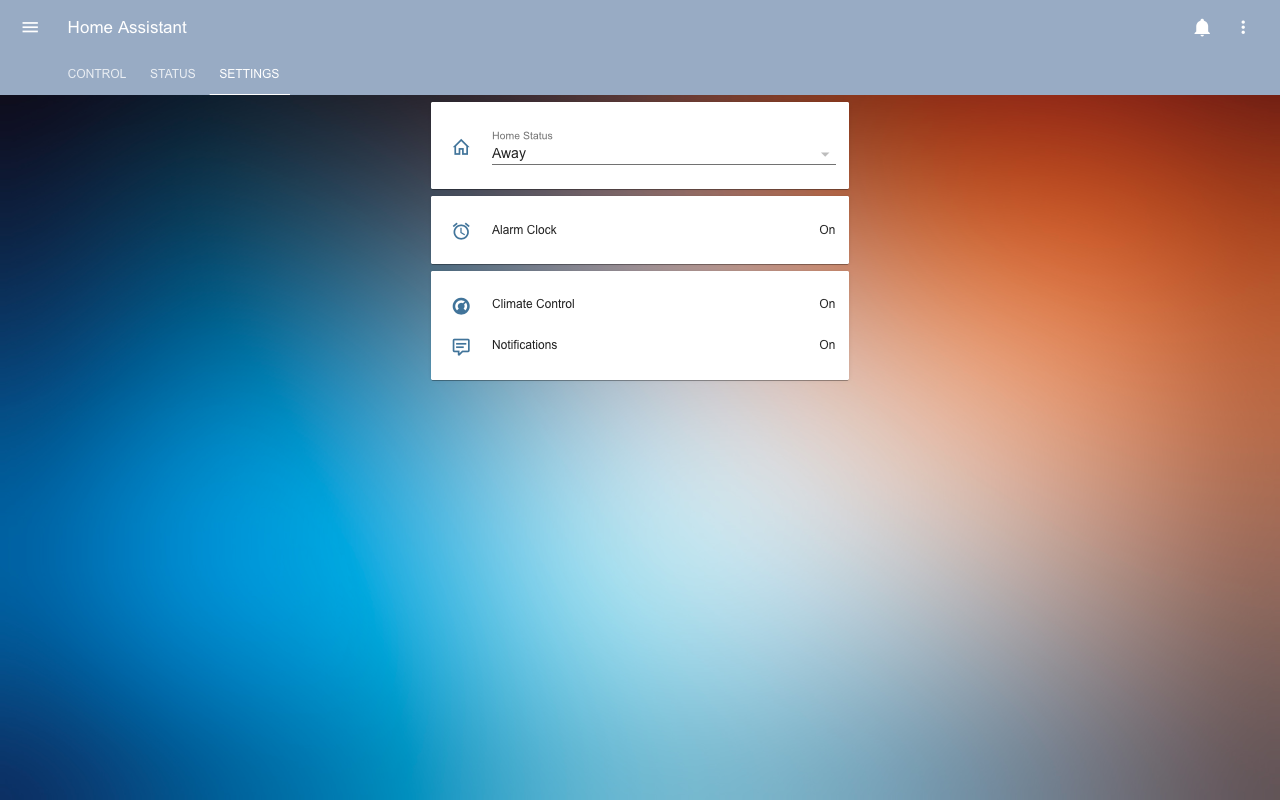 Home Assistant
CONTROL STATUS SETTINGS
Home Status
Away
Alarm Clock On
Climate Control On
Notifications On